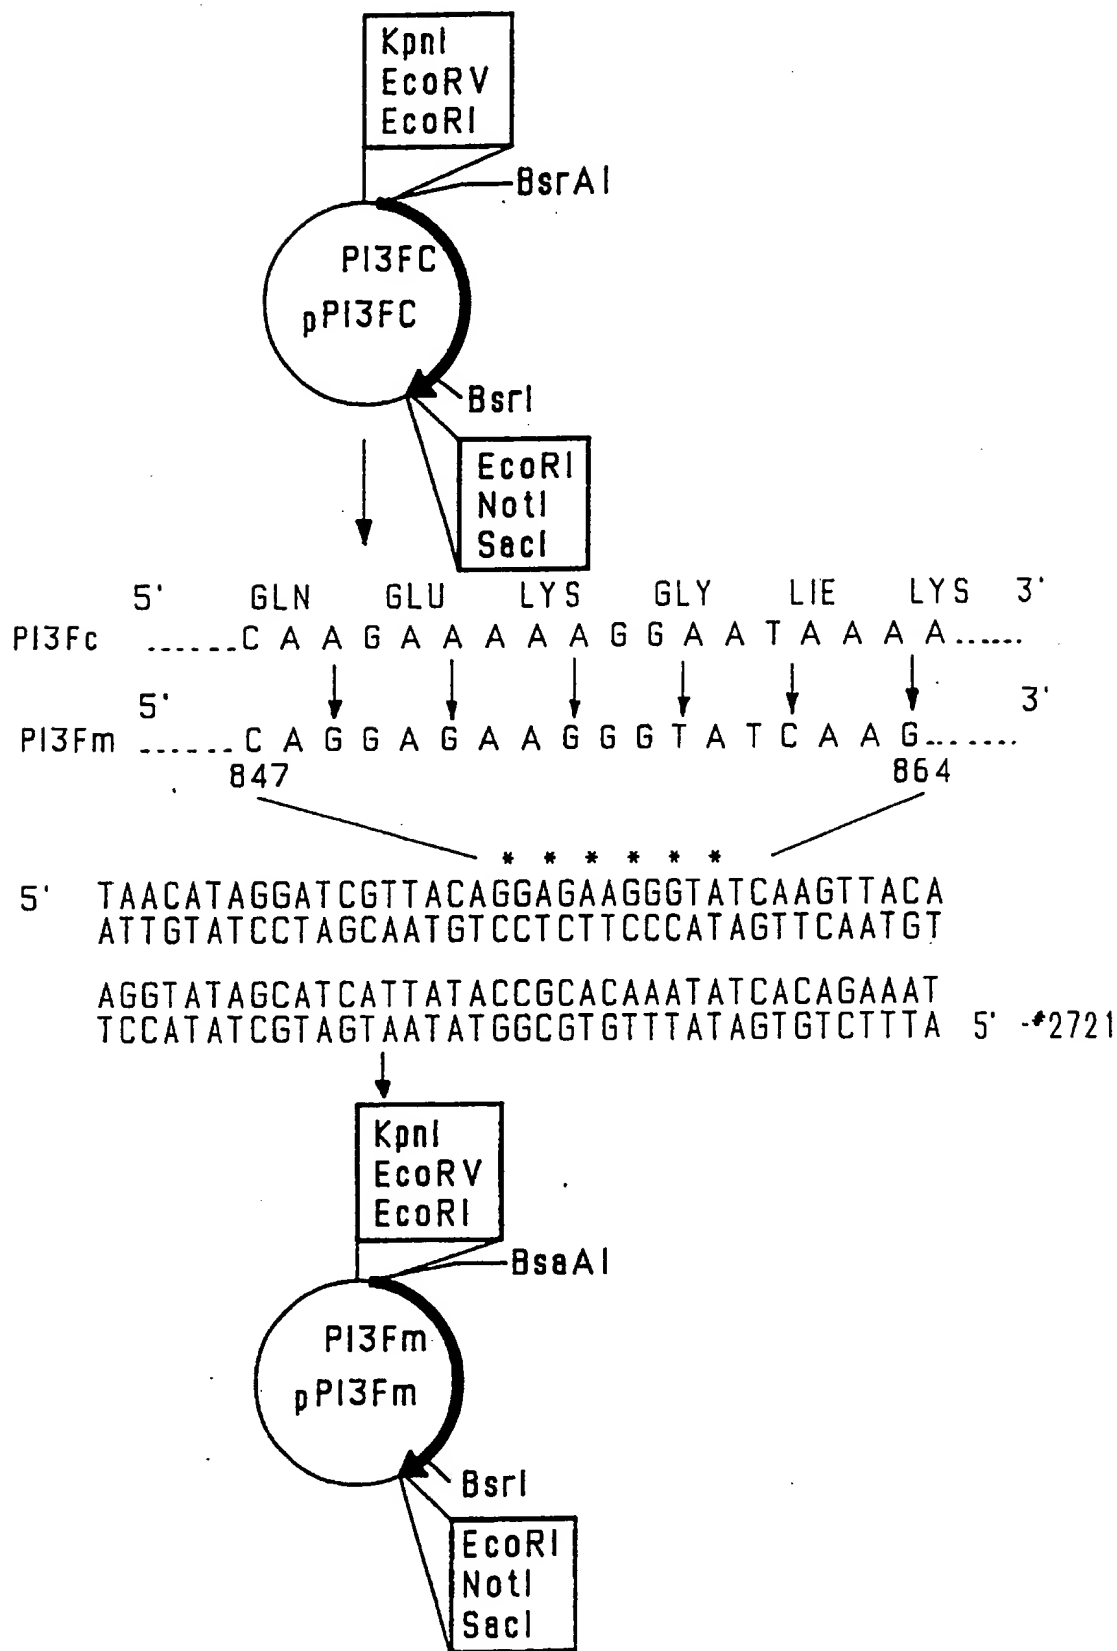 KpnI
EcoRV
EcoRI
BsrAI
PI3FC
pPI3FC
BsrI
EcoRI
NotI
SacI
5' GLN GLU LYS GLY LIE LYS 3'
PI3Fc ......C A A G A A A A A G G A A T A A A A......
5' 3'
PI3Fm ......C A G G A G A A G G G T A T C A A G.......
847 864
* * * * * *
5' TAACATAGGATCGTTACAGGAGAAGGGTATCAAGTTACA
ATTGTATCCTAGCAATGTCCTCTTCCCATAGTTCAATGT
AGGTATAGCATCATTATACCGCACAAATATCACAGAAAT
TCCATATCGTAGTAATATGGCGTGTTTATAGTGTCTTTA 5' -#2721
KpnI
EcoRV
EcoRI
BsaAI
PI3Fm
pPI3Fm
BsrI
EcoRI
NotI
SacI